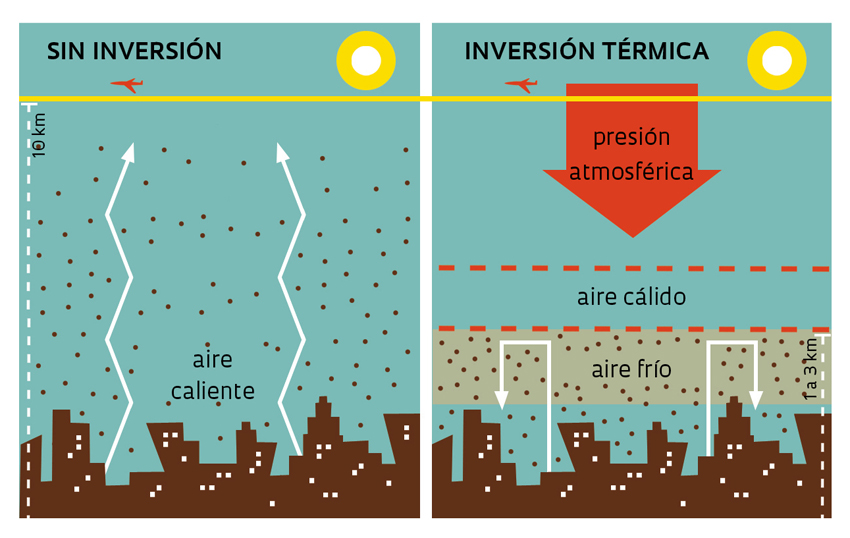 SIN INVERSIÓN
10 km
aire
caliente
INVERSIÓN TÉRMICA
presión
atmosférica
aire cálido
aire frío
1 a 3 km